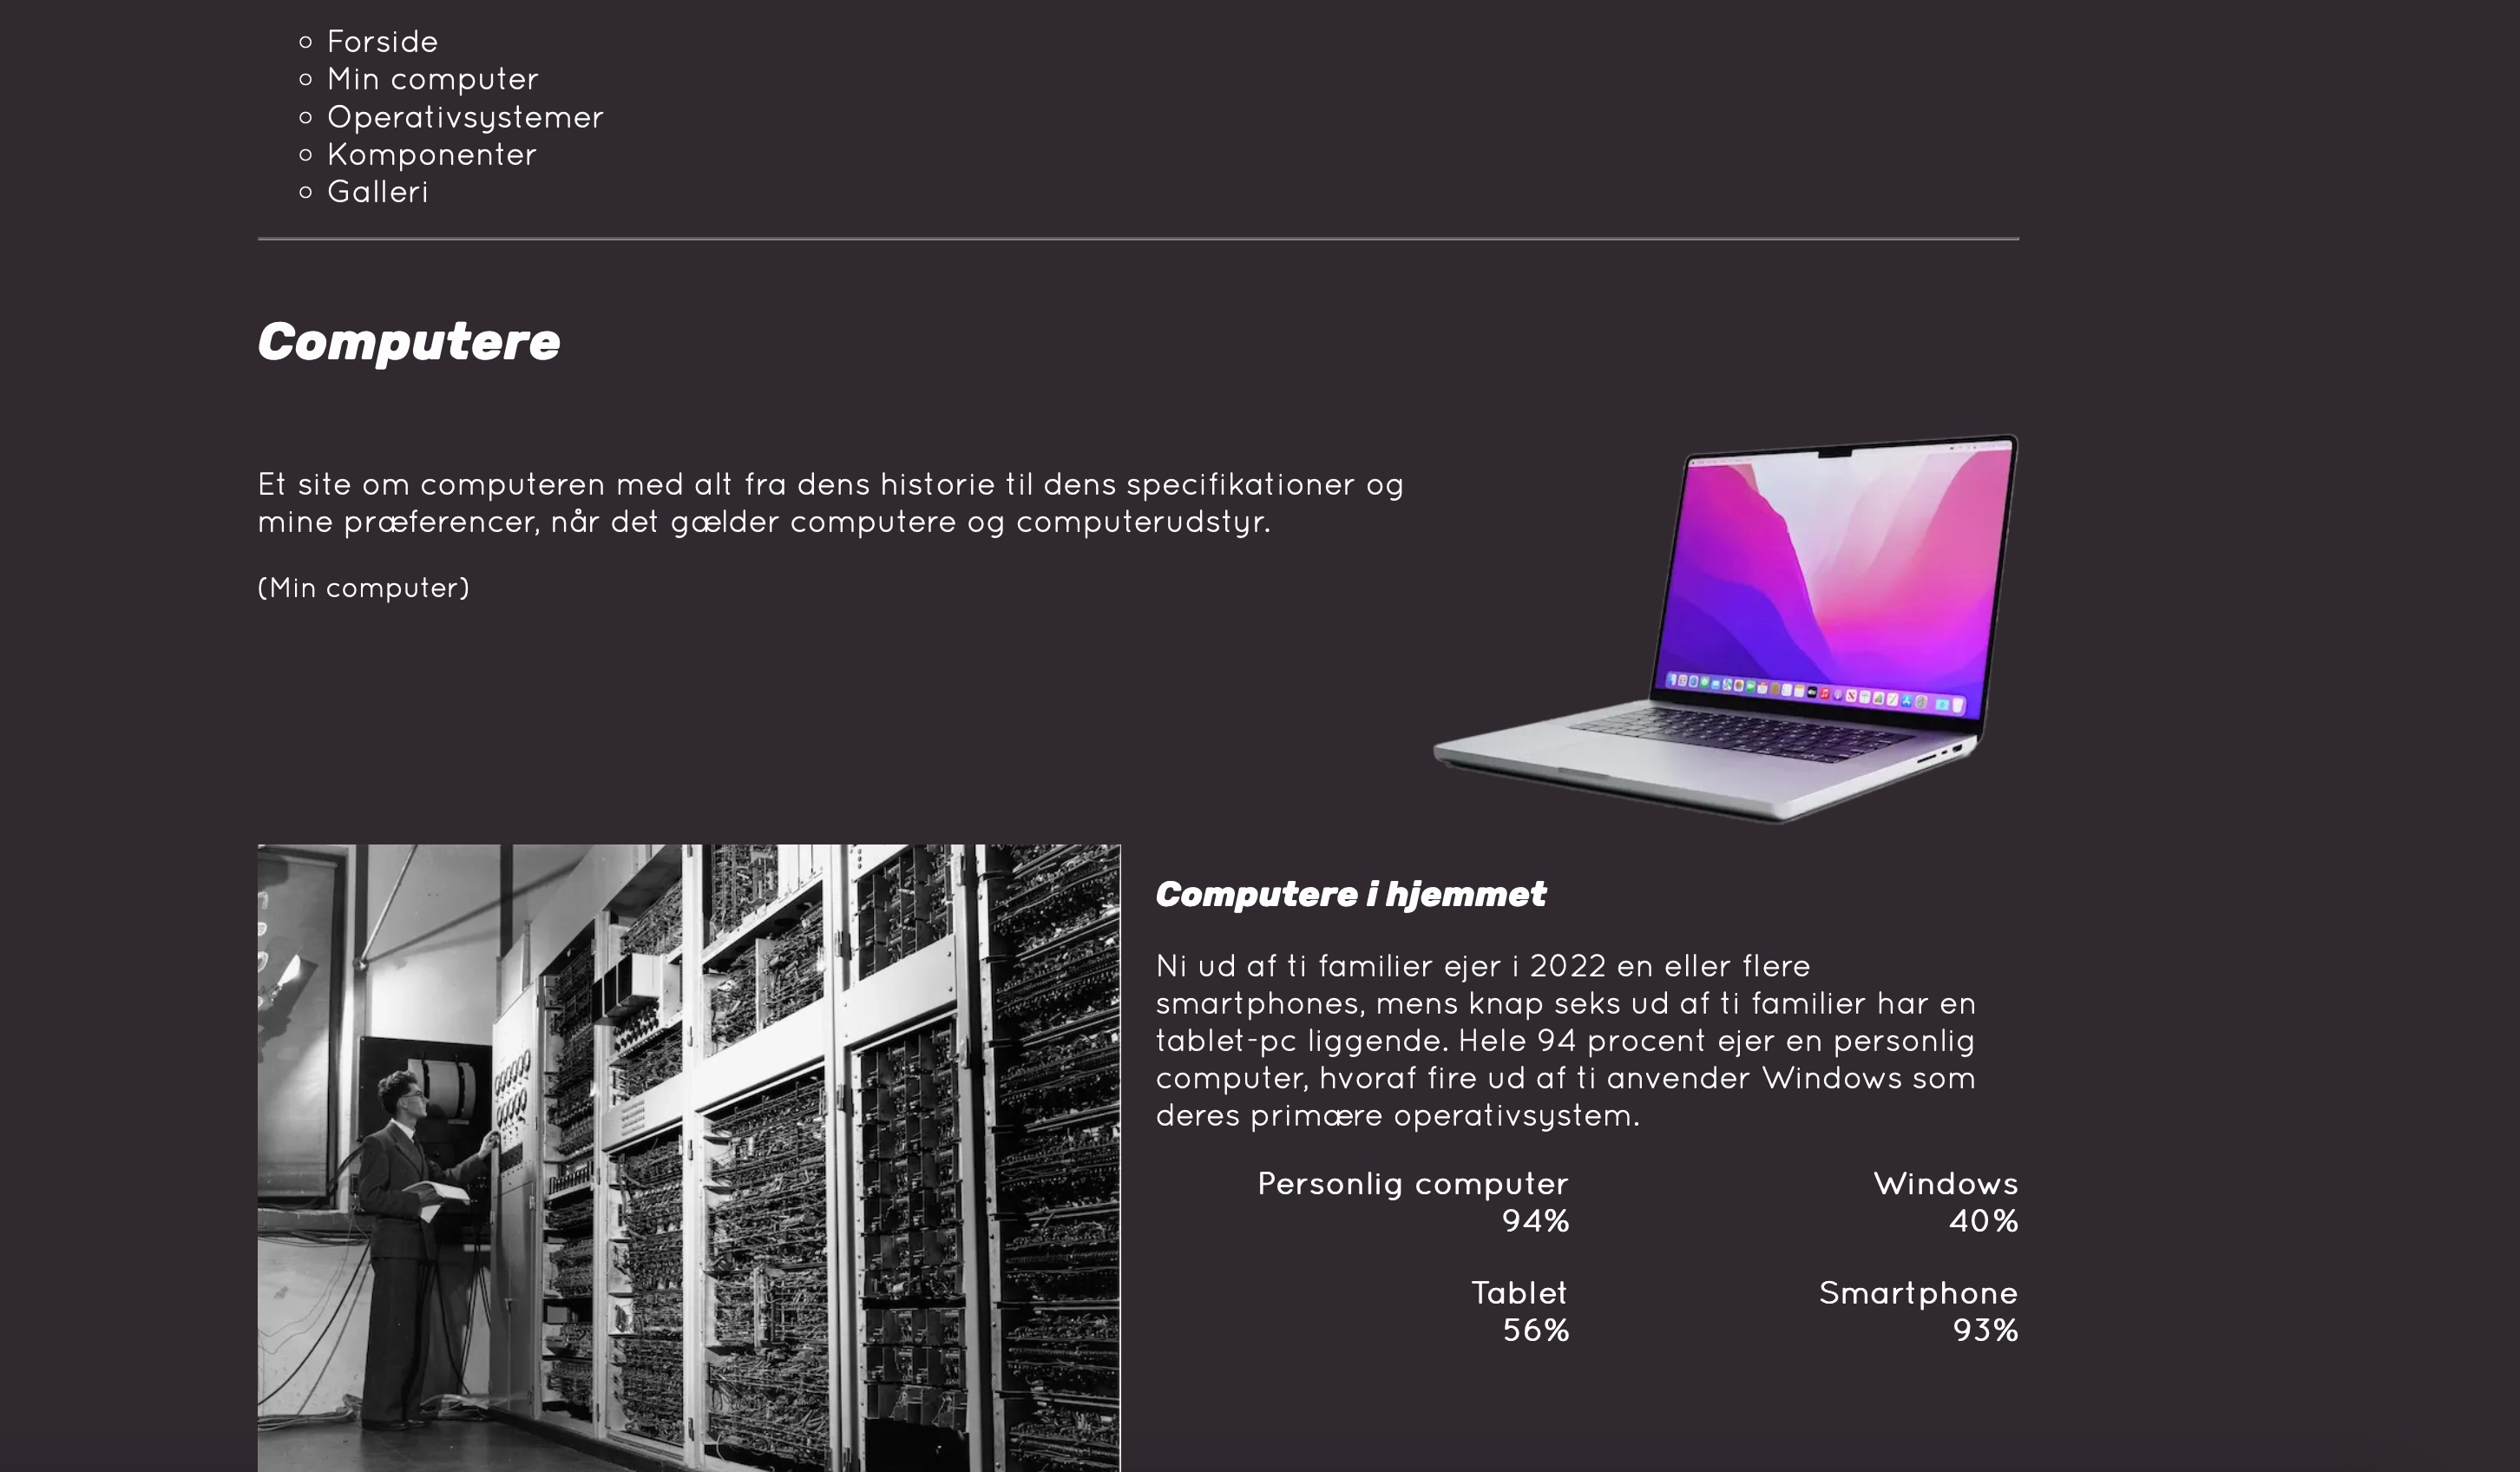 Forside
Min computer
Operativsystemer
Komponenter
Galleri
Computere
Et site om computeren med alt fra dens historie til dens specifikationer og
mine præferencer, når det gælder computere og computerudstyr.
(Min computer)
Computere i hjemmet
Ni ud af ti familier ejer i 2022 en eller flere
smartphones, mens knap seks ud af ti familier har en
tablet-pc liggende. Hele 94 procent ejer en personlig
computer, hvoraf fire ud af ti anvender Windows som
deres primære operativsystem.
Personlig computer
94%
Windows
40%
Tablet
56%
Smartphone
93%